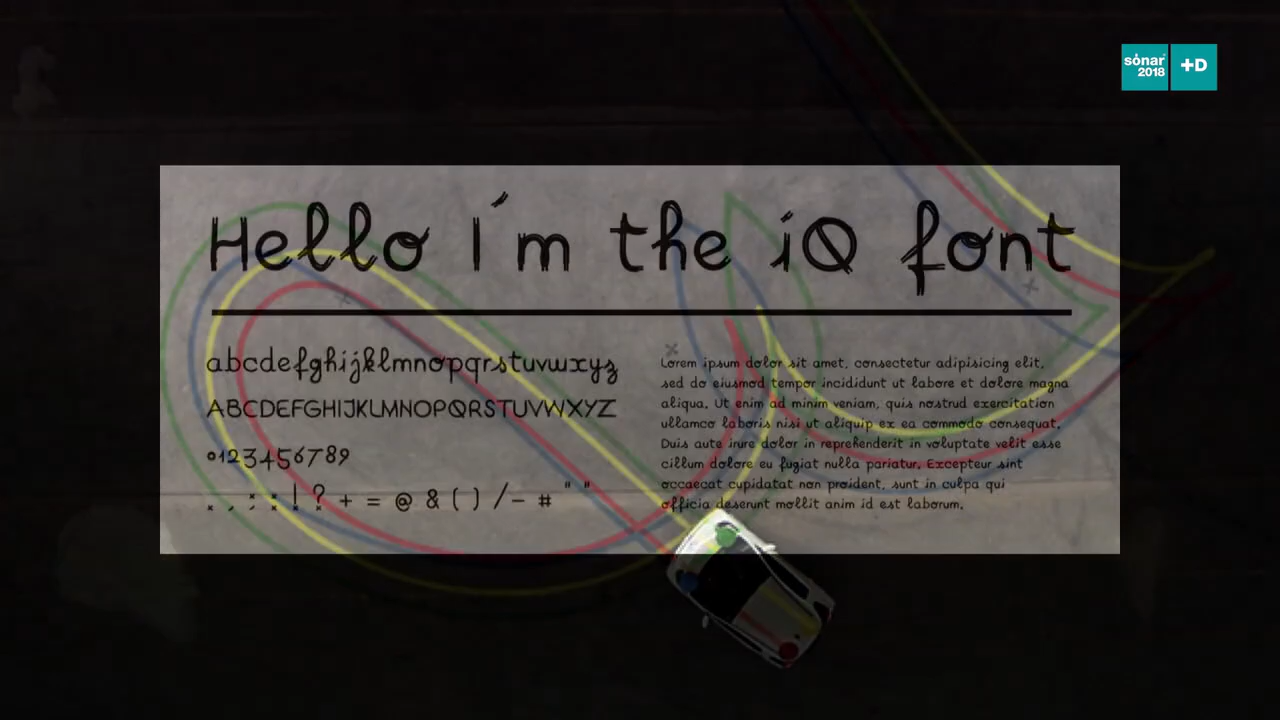 sónar
2018
+D
Hello I´m the iQ font
abcdefghijklmnopqrstuvwxyz
ABCDEFGHIJKLMNOPQRSTUVWXYZ
0123456789
. , : ; ! ? + = @ & ( ) / - # " "
Lorem ipsum dolor sit amet, consectetur adipisicing elit,
sed do eiusmod tempor incididunt ut labore et dolore magna
aliqua. Ut enim ad minim veniam, quis nostrud exercitation
ullamco laboris nisi ut aliquip ex ea commodo consequat.
Duis aute irure dolor in reprehenderit in voluptate velit esse
cillum dolore eu fugiat nulla pariatur. Excepteur sint
occaecat cupidatat non proident, sunt in culpa qui
officia deserunt mollit anim id est laborum.